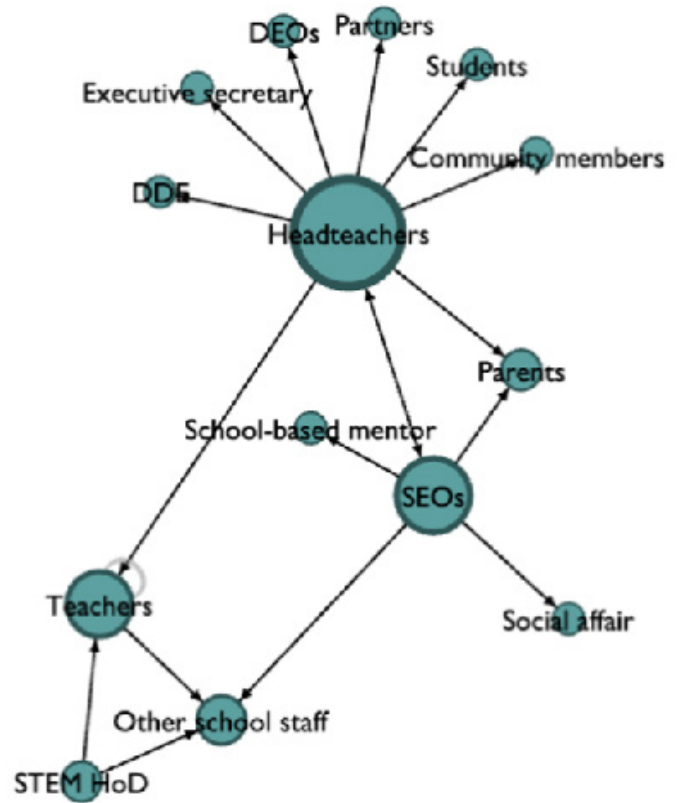 DEOs
Partners
Students
Executive secretary
Community members
DDE
Headteachers
Parents
School-based mentor
SEOs
Teachers
Social affair
Other school staff
STEM HoD